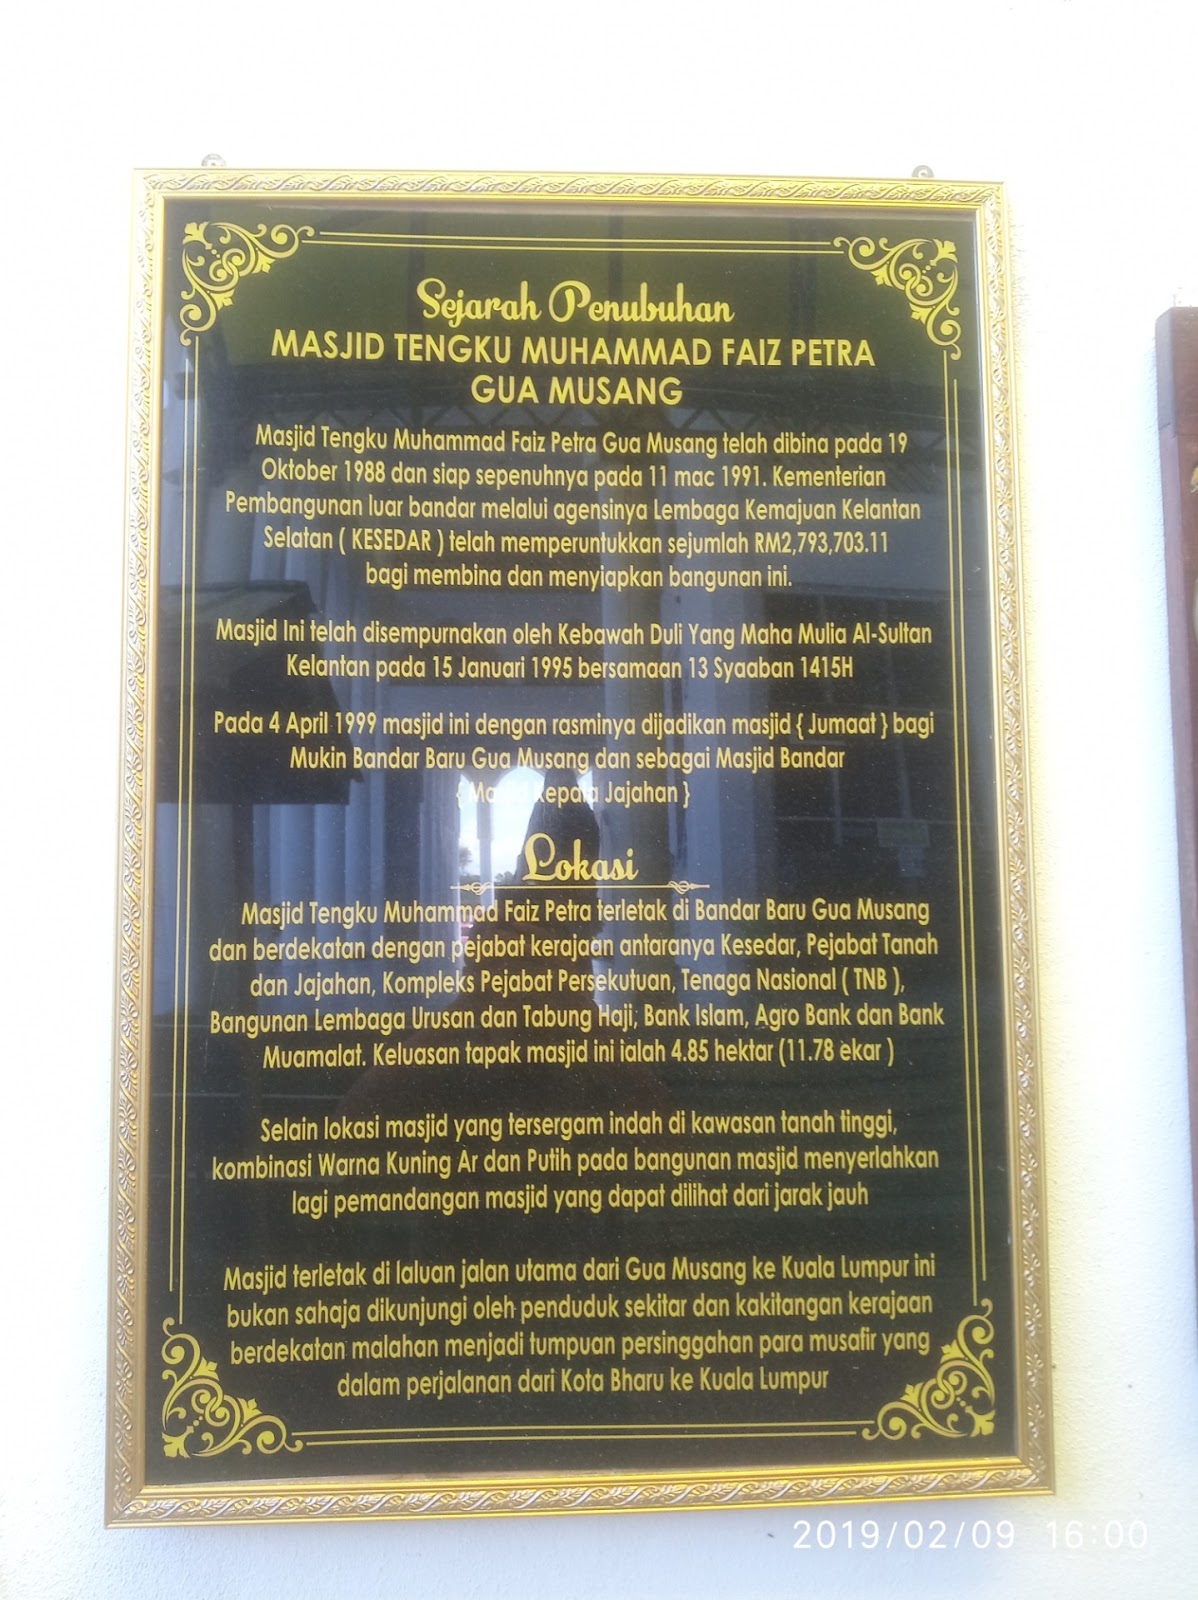 Sejarah Penubuhan
MASJID TENGKU MUHAMMAD FAIZ PETRA
GUA MUSANG
Masjid Tengku Muhammad Faiz Petra Gua Musang telah dibina pada 19
Oktober 1988 dan siap sepenuhnya pada 11 mac 1991. Kementerian
Pembangunan luar bandar melalui agensinya Lembaga Kemajuan Kelantan
Selatan ( KESEDAR ) telah memperuntukkan sejumlah RM2,793,703.11
bagi membina dan menyiapkan bangunan ini.
Masjid Ini telah disempurnakan oleh Kebawah Duli Yang Maha Mulia Al-Sultan
Kelantan pada 15 Januari 1995 bersamaan 13 Syaaban 1415H
Pada 4 April 1999 masjid ini dengan rasminya dijadikan masjid { Jumaat } bagi
Mukin Bandar Baru Gua Musang dan sebagai Masjid Bandar
{ Masjid Kepala Jajahan }
Lokasi
Masjid Tengku Muhammad Faiz Petra terletak di Bandar Baru Gua Musang
dan berdekatan dengan pejabat kerajaan antaranya Kesedar, Pejabat Tanah
dan Jajahan, Kompleks Pejabat Persekutuan, Tenaga Nasional ( TNB ),
Bangunan Lembaga Urusan dan Tabung Haji, Bank Islam, Agro Bank dan Bank
Muamalat. Keluasan tapak masjid ini ialah 4.85 hektar (11.78 ekar )
Selain lokasi masjid yang tersergam indah di kawasan tanah tinggi,
kombinasi Warna Kuning Ar dan Putih pada bangunan masjid menyerlahkan
lagi pemandangan masjid yang dapat dilihat dari jarak jauh
Masjid terletak di laluan jalan utama dari Gua Musang ke Kuala Lumpur ini
bukan sahaja dikunjungi oleh penduduk sekitar dan kakitangan kerajaan
berdekatan malahan menjadi tumpuan persinggahan para musafir yang
dalam perjalanan dari Kota Bharu ke Kuala Lumpur
2019/02/09 16:00